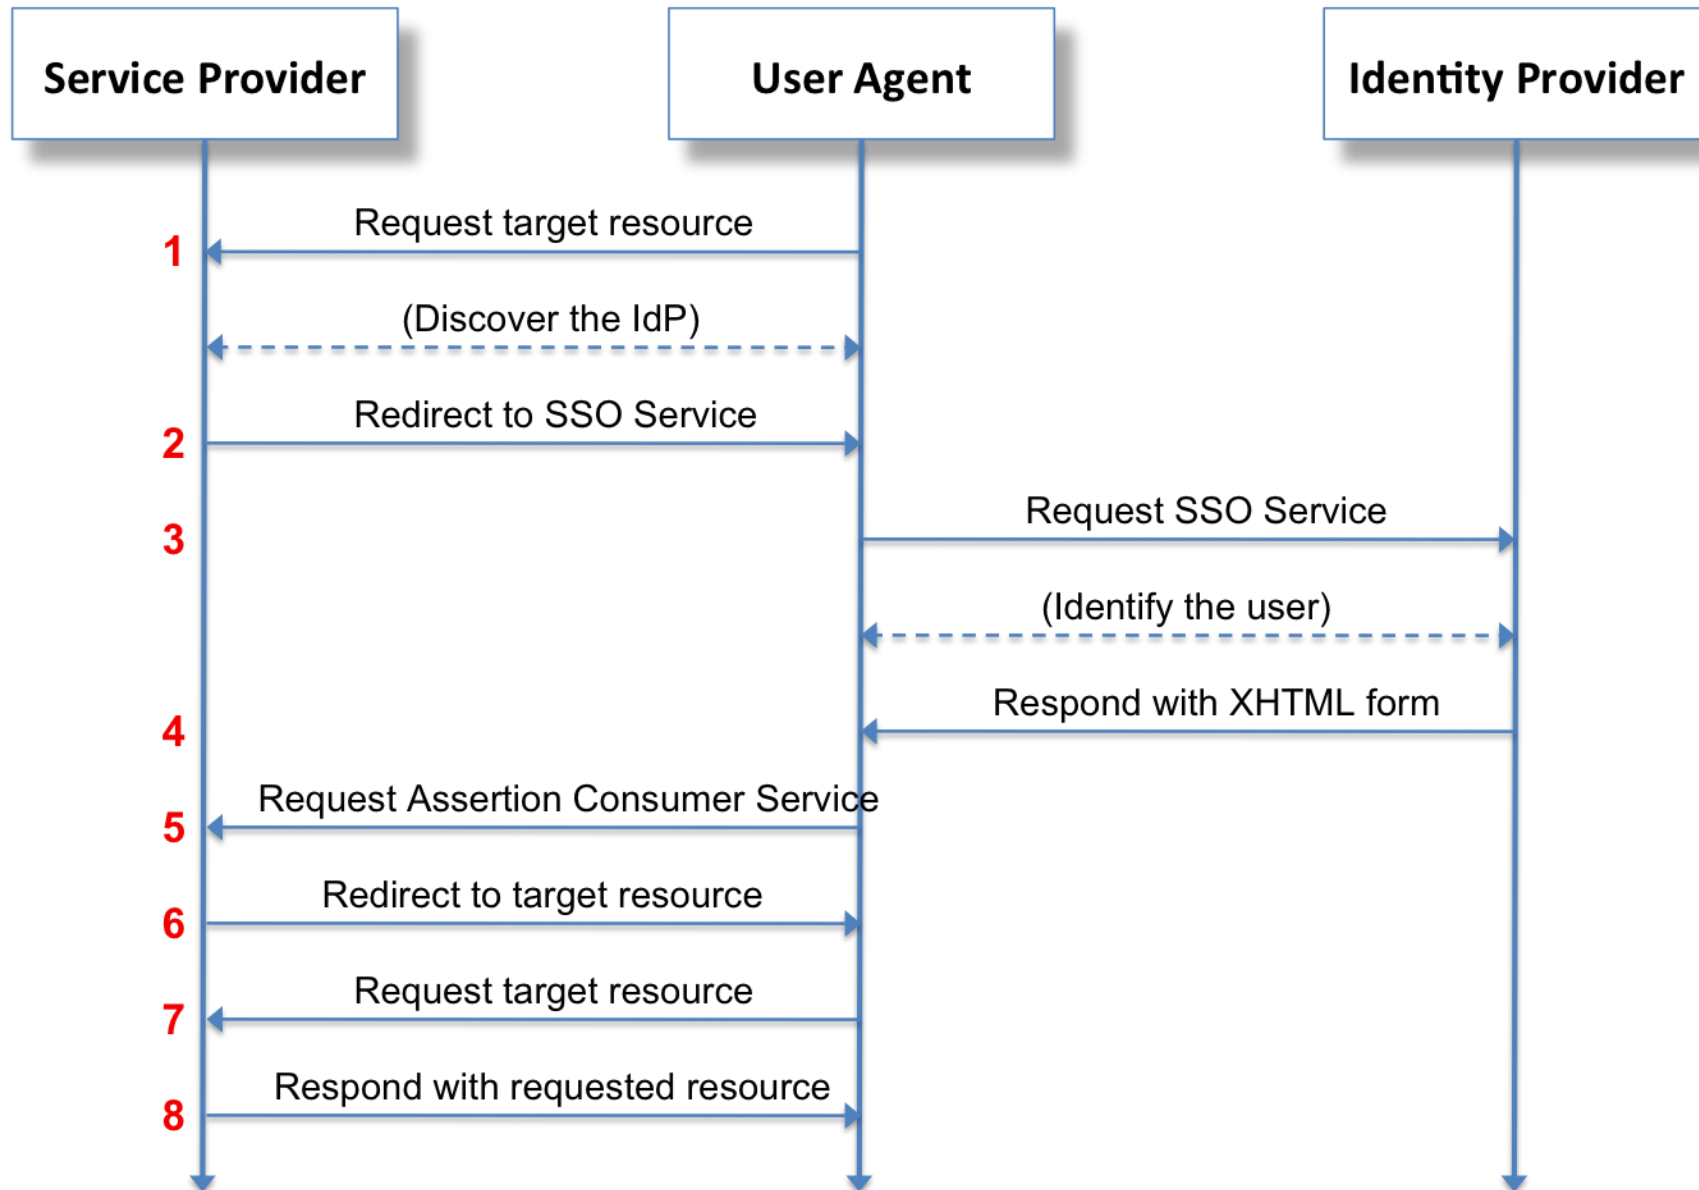 Service Provider
User Agent
Identity Provider
Request target resource
1
(Discover the IdP)
Redirect to SSO Service
2
Request SSO Service
3
(Identify the user)
Respond with XHTML form
4
Request Assertion Consumer Service
5
Redirect to target resource
6
Request target resource
7
Respond with requested resource
8